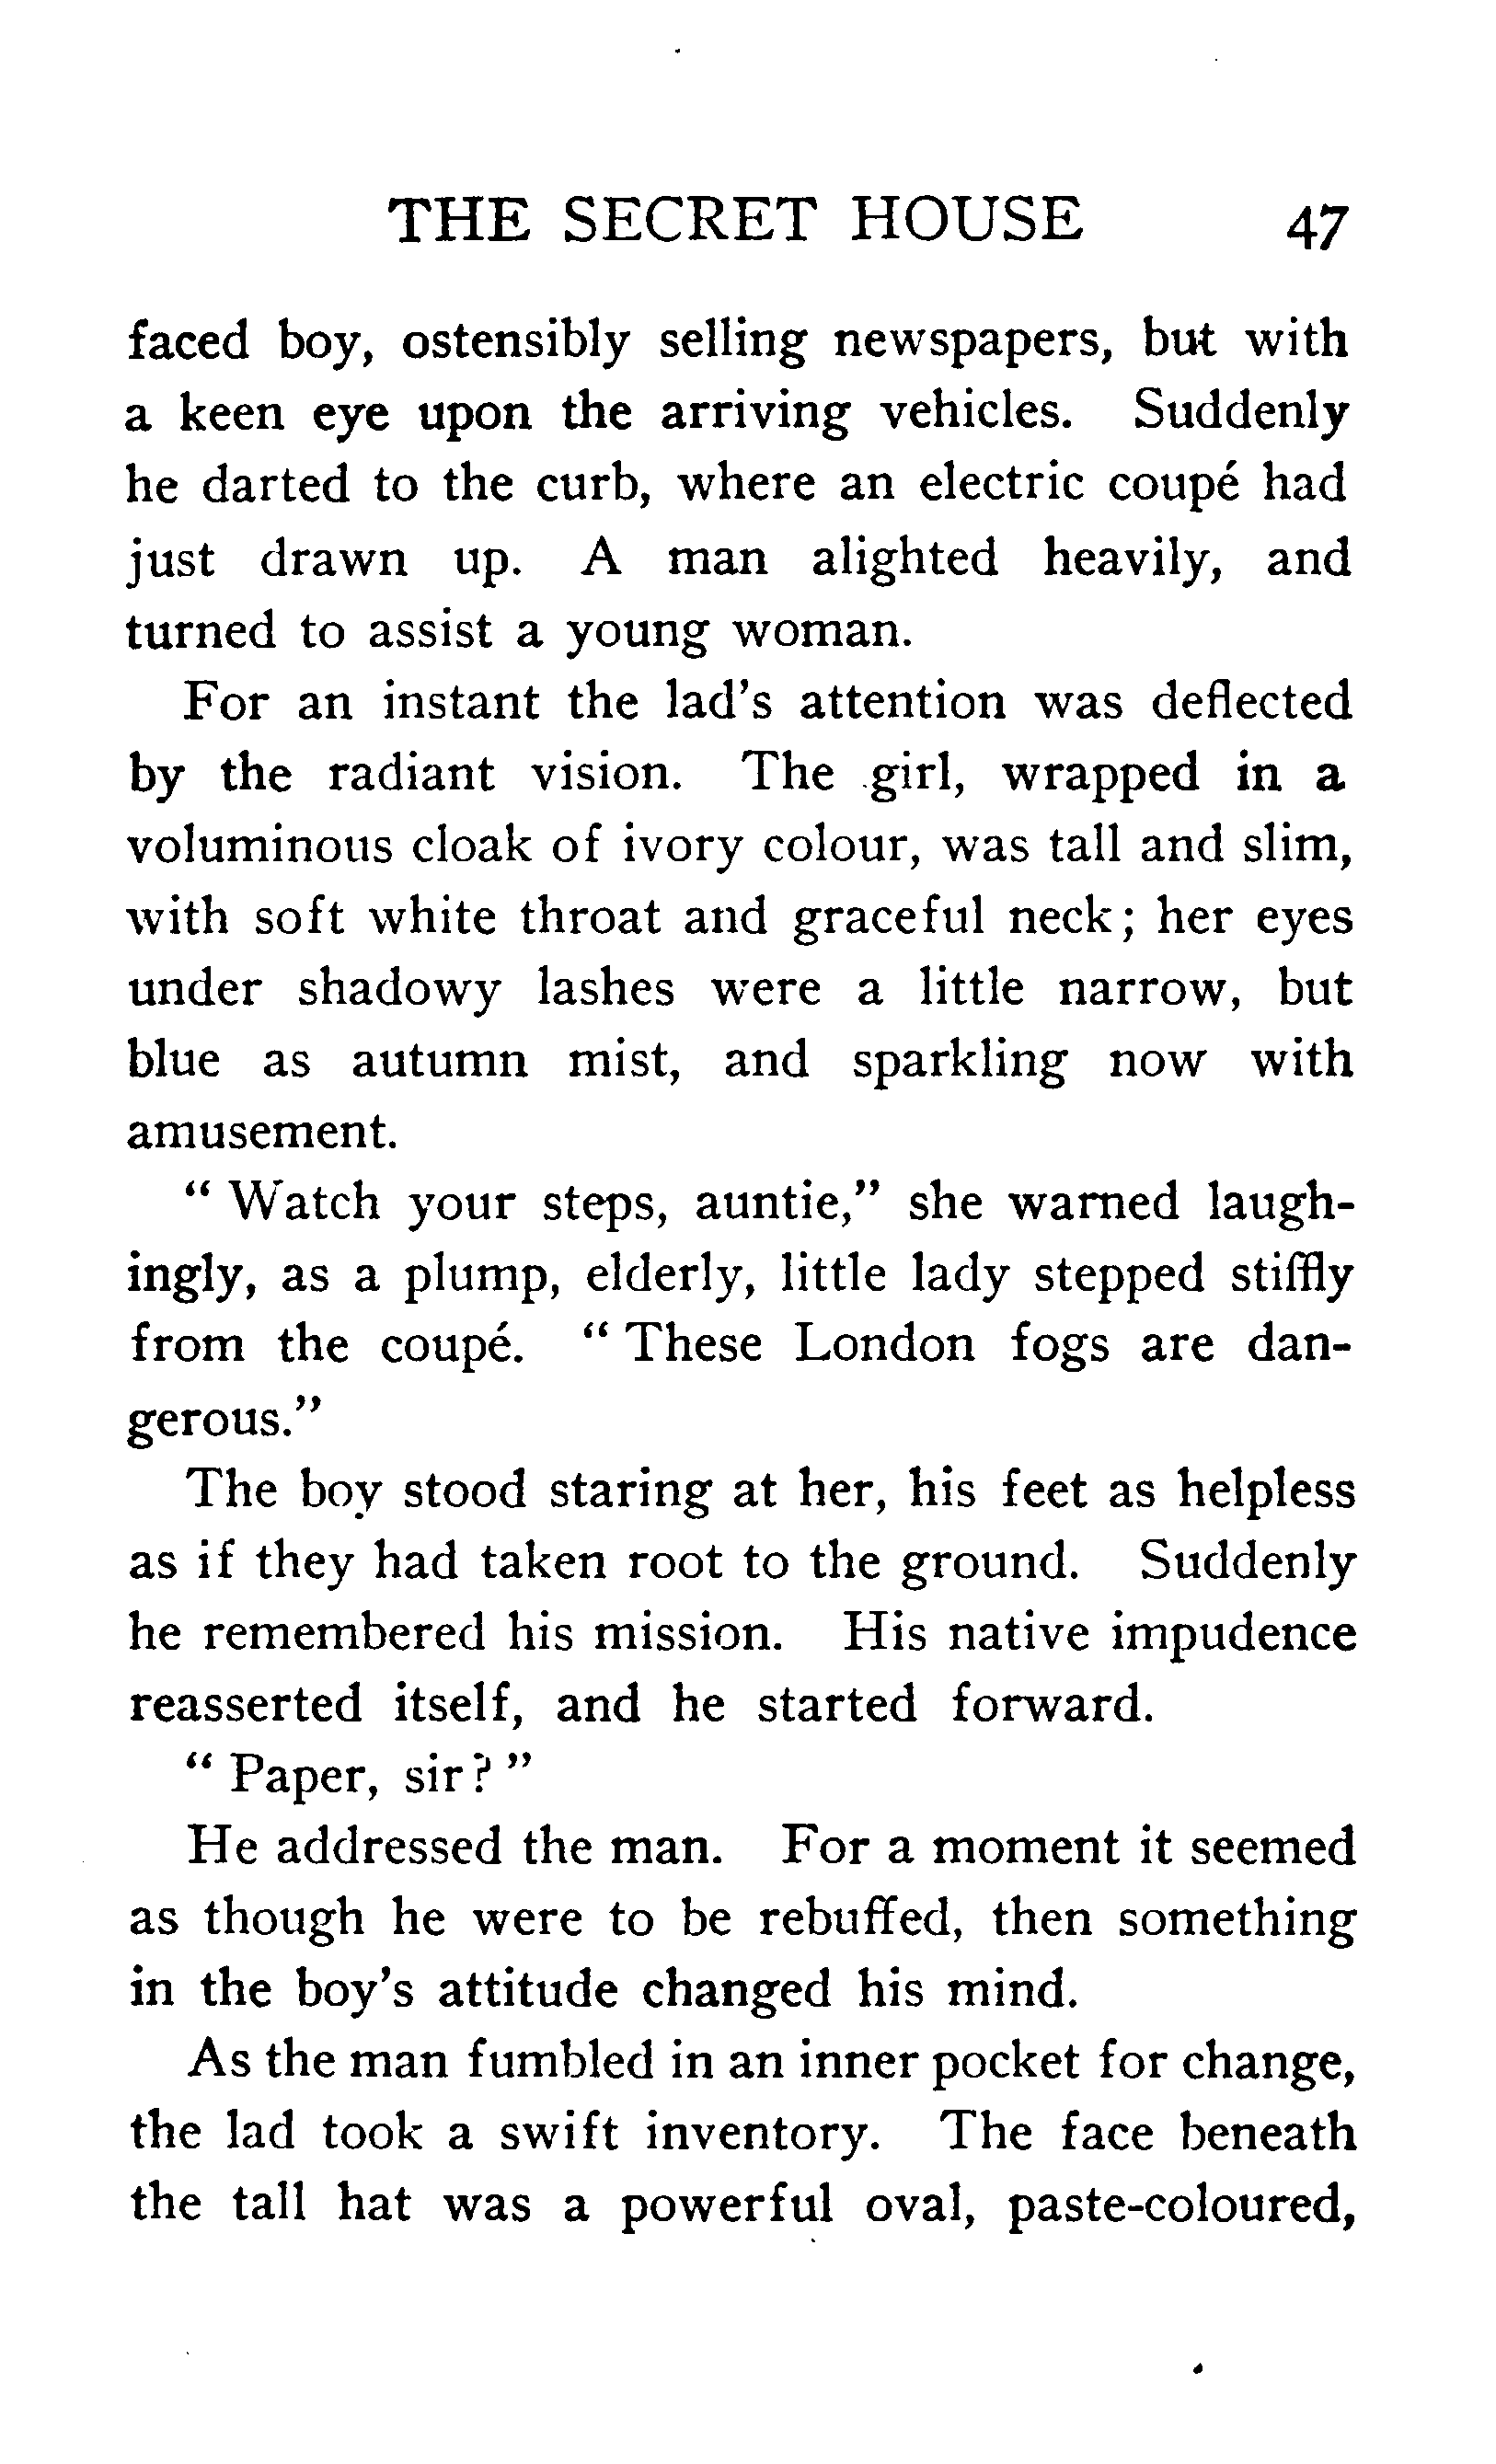 THE SECRET HOUSE 47
faced boy, ostensibly selling newspapers, but with
a keen eye upon the arriving vehicles. Suddenly
he darted to the curb, where an electric coupé had
just drawn up. A man alighted heavily, and
turned to assist a young woman.
For an instant the lad's attention was deflected
by the radiant vision. The girl, wrapped in a
voluminous cloak of ivory colour, was tall and slim,
with soft white throat and graceful neck; her eyes
under shadowy lashes were a little narrow, but
blue as autumn mist, and sparkling now with
amusement.
" Watch your steps, auntie," she warned laugh-
ingly, as a plump, elderly, little lady stepped stiffly
from the coupé. " These London fogs are dan-
gerous."
The boy stood staring at her, his feet as helpless
as if they had taken root to the ground. Suddenly
he remembered his mission. His native impudence
reasserted itself, and he started forward.
" Paper, sir? "
He addressed the man. For a moment it seemed
as though he were to be rebuffed, then something
in the boy's attitude changed his mind.
As the man fumbled in an inner pocket for change,
the lad took a swift inventory. The face beneath
the tall hat was a powerful oval, paste-coloured,